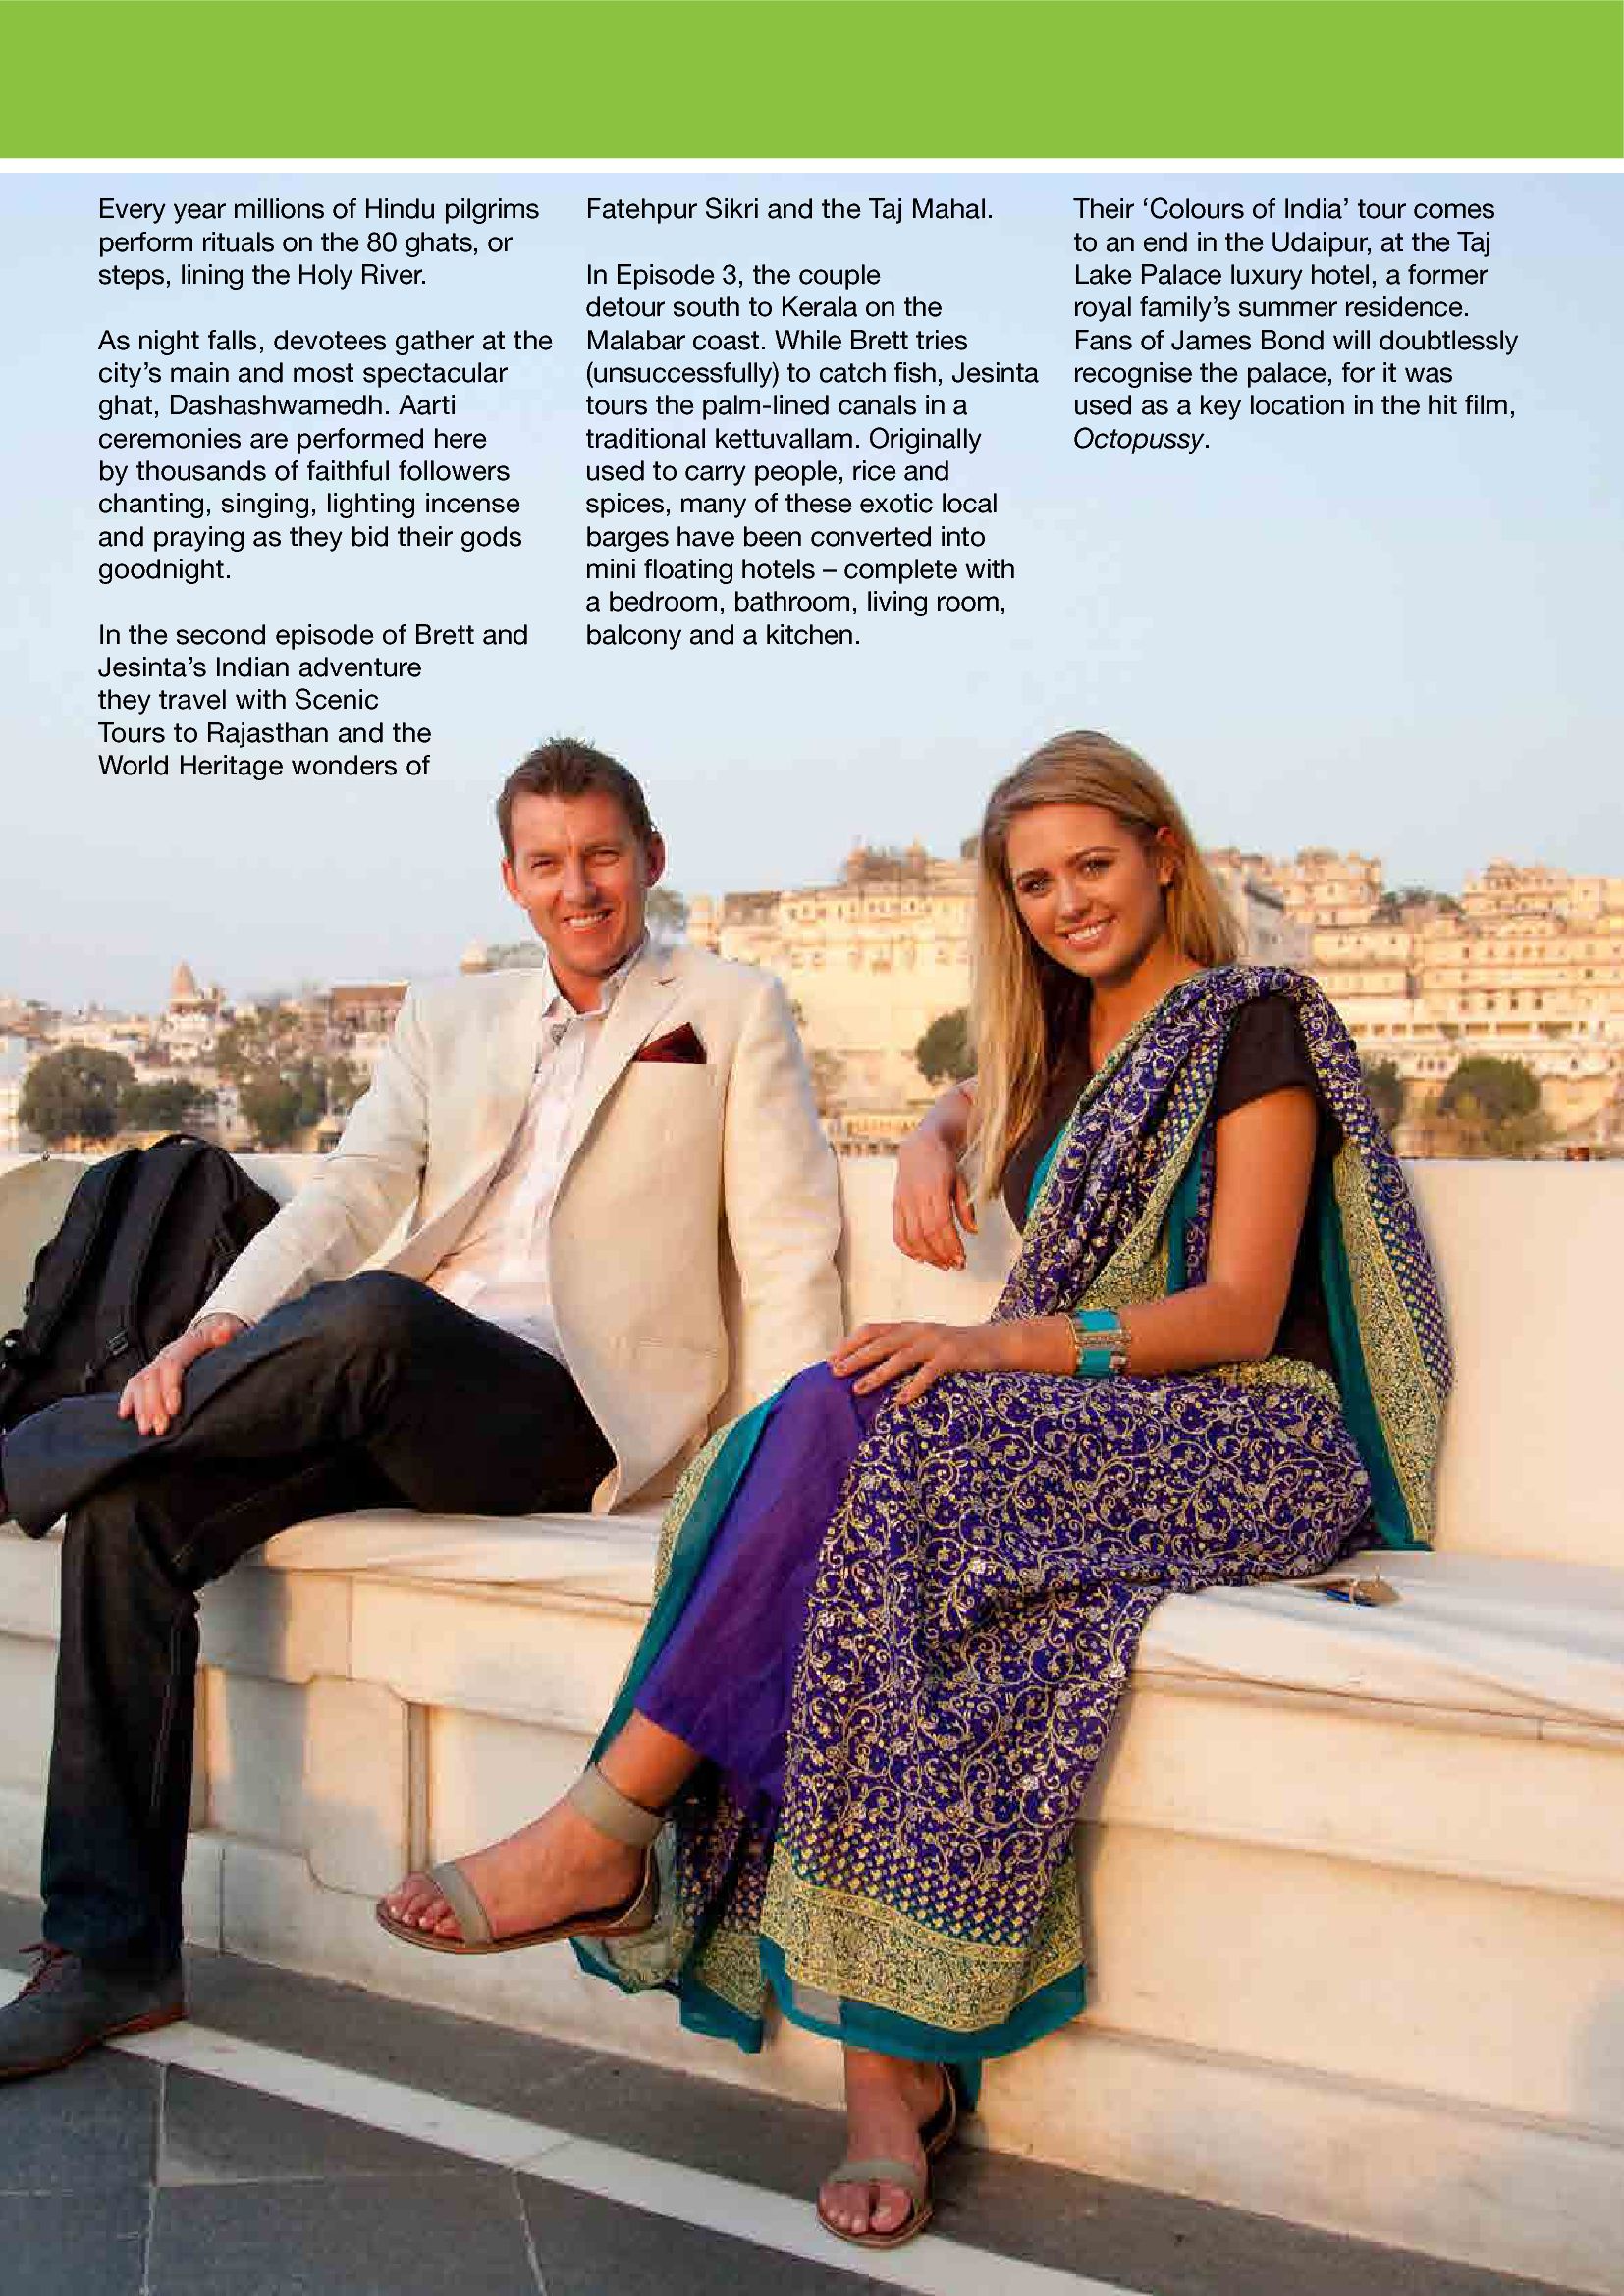 Every year millions of Hindu pilgrims
perform rituals on the 80 ghats, or
steps, lining the Holy River.
As night falls, devotees gather at the
city’s main and most spectacular
ghat, Dashashwamedh. Aarti
ceremonies are performed here
by thousands of faithful followers
chanting, singing, lighting incense
and praying as they bid their gods
goodnight.
In the second episode of Brett and
Jesinta’s Indian adventure
they travel with Scenic
Tours to Rajasthan and the
World Heritage wonders of
Fatehpur Sikri and the Taj Mahal.
In Episode 3, the couple
detour south to Kerala on the
Malabar coast. While Brett tries
(unsuccessfully) to catch fish, Jesinta
tours the palm-lined canals in a
traditional kettuvallam. Originally
used to carry people, rice and
spices, many of these exotic local
barges have been converted into
mini floating hotels – complete with
a bedroom, bathroom, living room,
balcony and a kitchen.
Their ‘Colours of India’ tour comes
to an end in the Udaipur, at the Taj
Lake Palace luxury hotel, a former
royal family’s summer residence.
Fans of James Bond will doubtlessly
recognise the palace, for it was
used as a key location in the hit film,
Octopussy.